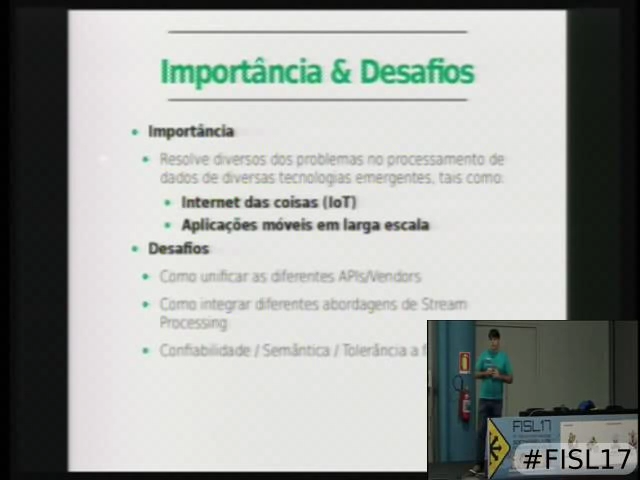 Importância & Desafios
Importância
Resolve diversos dos problemas no processamento de
dados de diversas tecnologias emergentes, tais como:
Internet das coisas (IoT)
Aplicações móveis em larga escala
Desafios
Como unificar as diferentes APIs/Vendors
Como integrar diferentes abordagens de Stream
Processing
Confiabilidade / Semântica / Tolerância a
FISL17
#FISL17